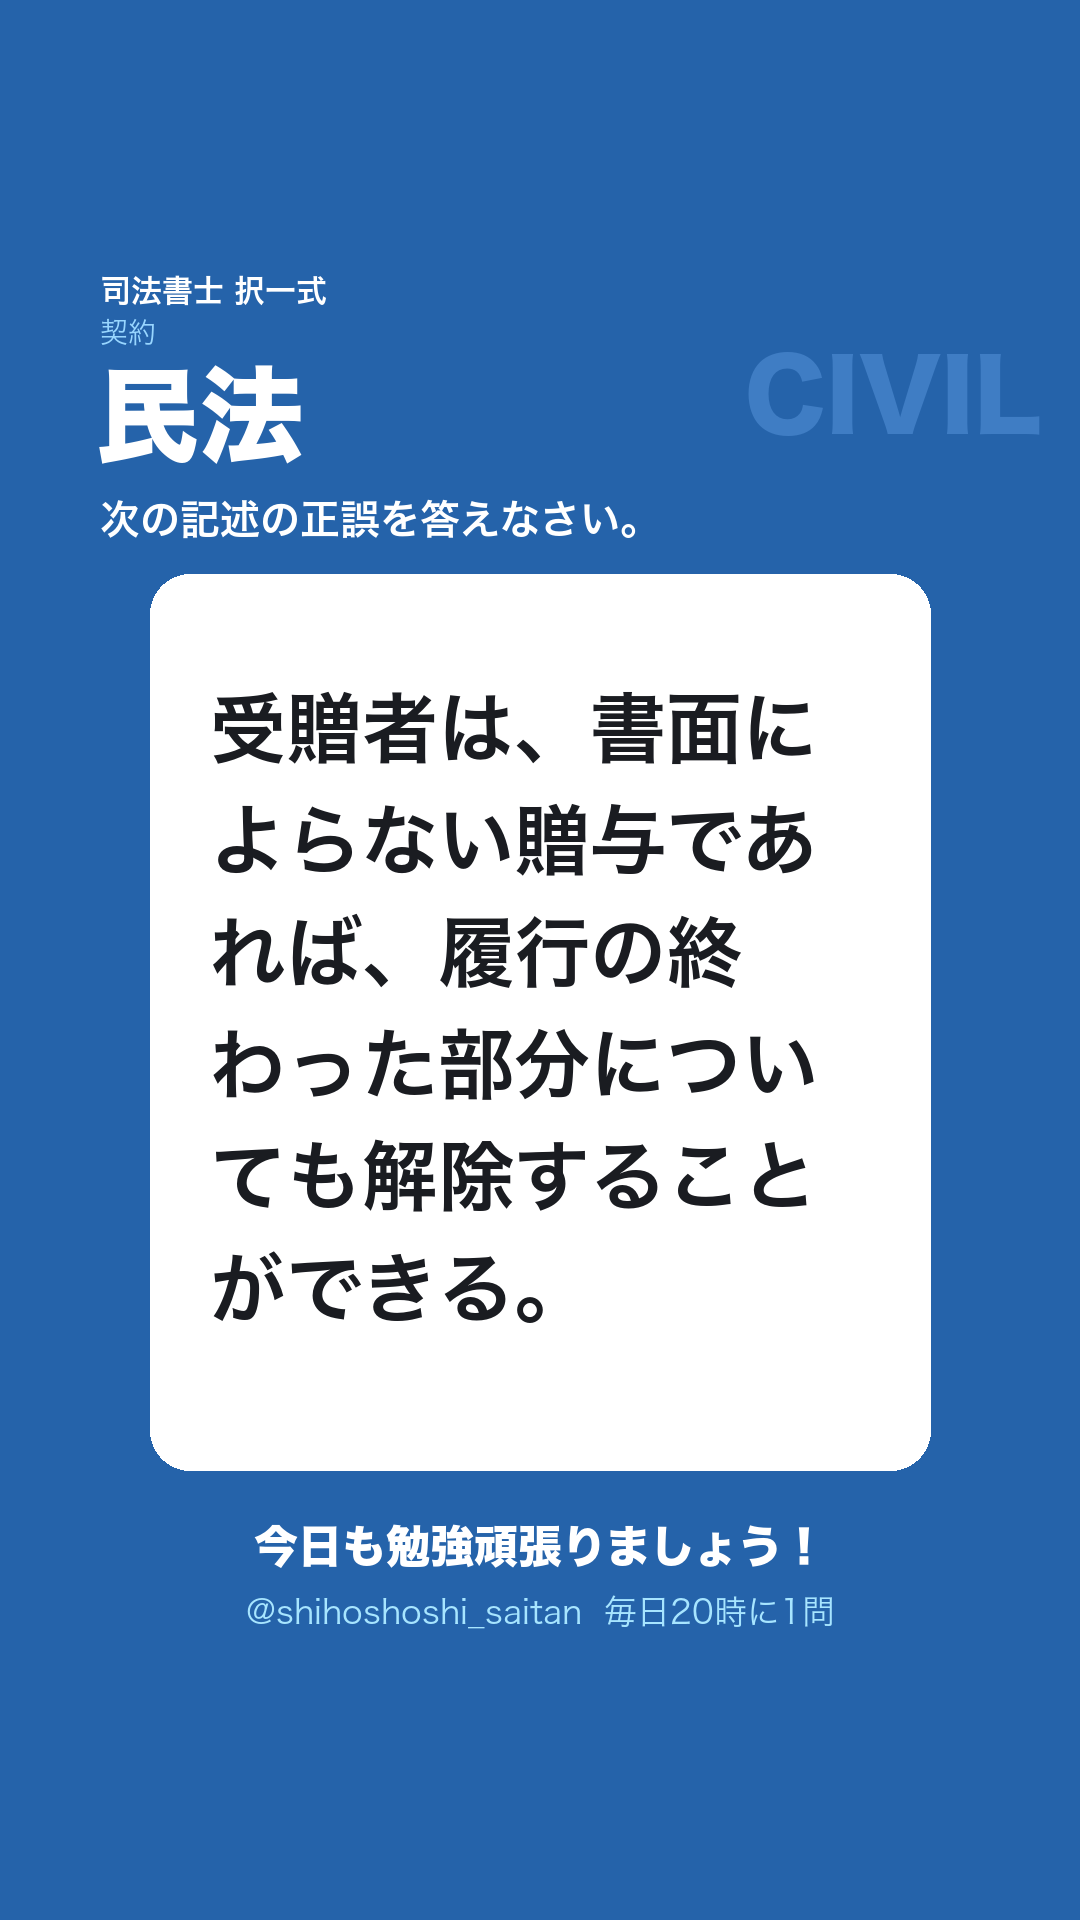 司法書士 択一式
契約
民法
CIVIL
次の記述の正誤を答えなさい。
受贈者は、書面に
よらない贈与であ
れば、履行の終
わった部分につい
ても解除すること
ができる。
今日も勉強頑張りましょう！
@shihoshoshi_saitan 毎日20時に1問